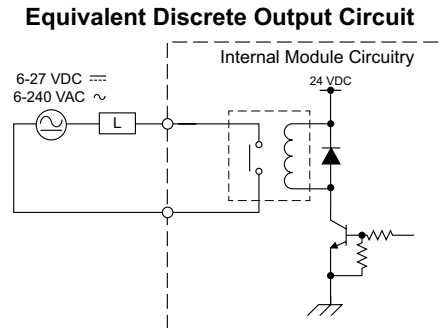 Equivalent Discrete Output Circuit
Internal Module Circuitry
6-27 VDC ⎓
6-240 VAC ∿
24 VDC
L